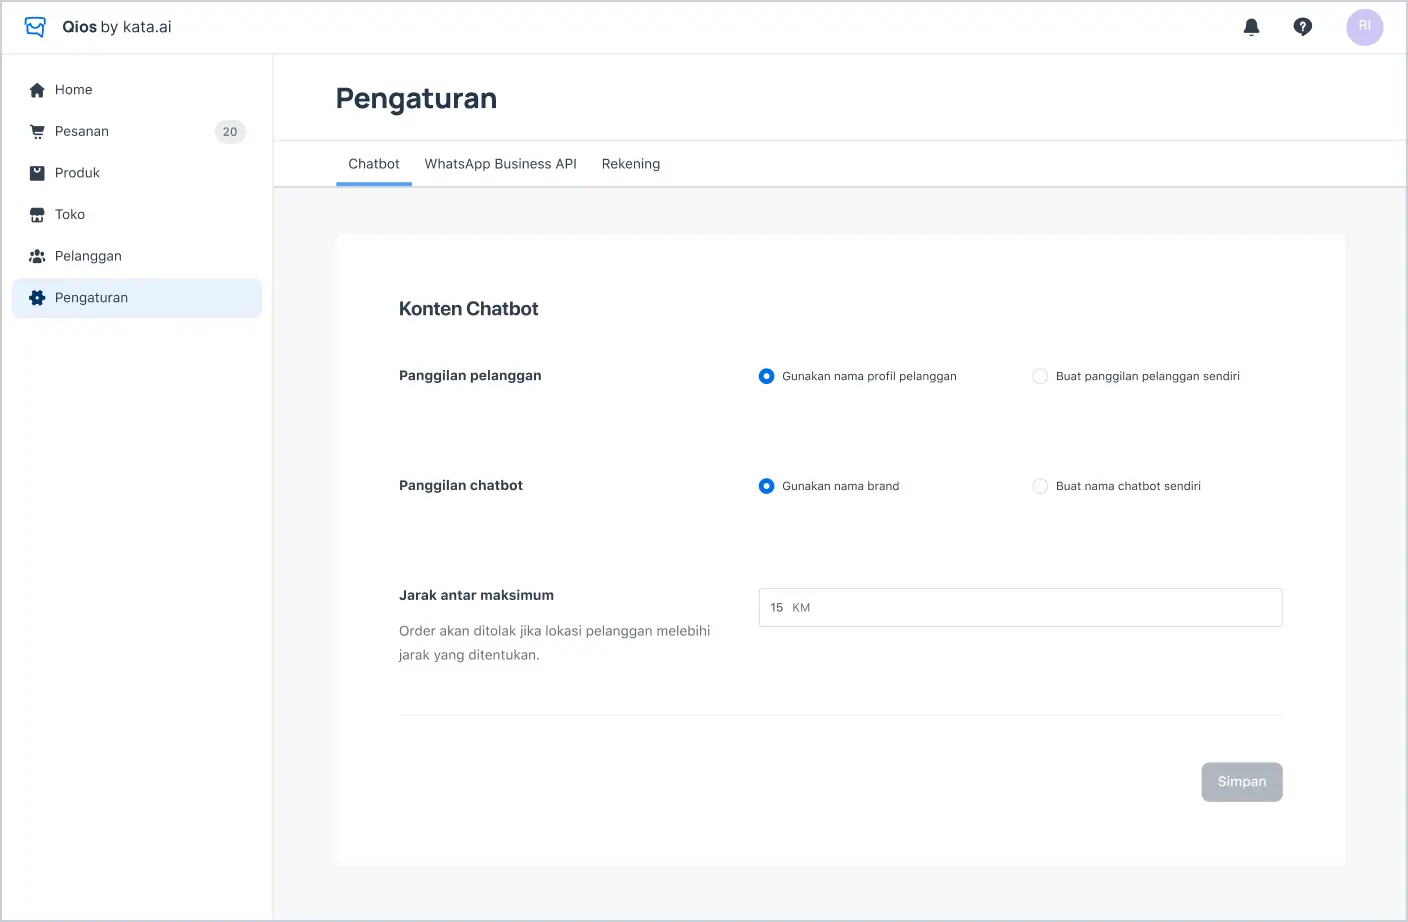 Qios by kata.ai
RI
Home
Pesanan
20
Produk
Toko
Pelanggan
Pengaturan
Pengaturan
Chatbot
WhatsApp Business API
Rekening
Konten Chatbot
Panggilan pelanggan
Gunakan nama profil pelanggan
Buat panggilan pelanggan sendiri
Panggilan chatbot
Gunakan nama brand
Buat nama chatbot sendiri
Jarak antar maksimum
15 KM
Order akan ditolak jika lokasi pelanggan melebihi
jarak yang ditentukan.
Simpan